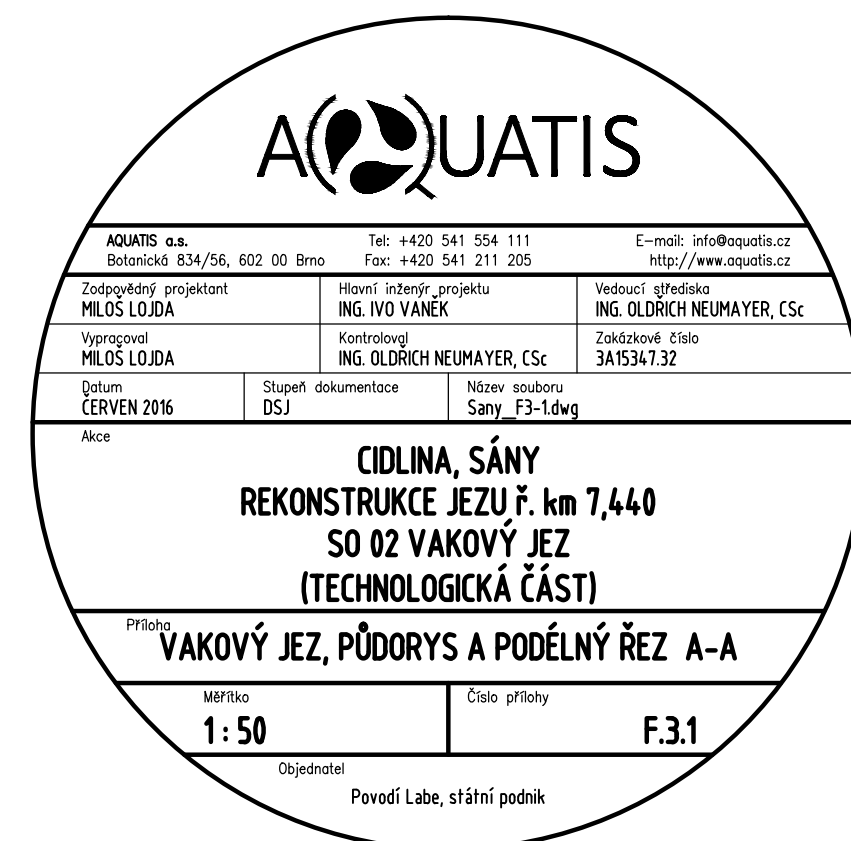 AQUATIS
AQUATIS a.s.
Botanická 834/56, 602 00 Brno
Tel: +420 541 554 111
Fax: +420 541 211 205
E-mail: info@aquatis.cz
http://www.aquatis.cz
Zodpovědný projektant
MILOŠ LOJDA
Hlavní inženýr projektu
ING. IVO VANĚK
Vedoucí střediska
ING. OLDŘICH NEUMAYER, CSc
Vypracoval
MILOŠ LOJDA
Kontroloval
ING. OLDŘICH NEUMAYER, CSc
Zakázkové číslo
3A15347.32
Datum
ČERVEN 2016
Stupeň dokumentace
DSJ
Název souboru
Sany_F3-1.dwg
Akce
CIDLINA, SÁNY
REKONSTRUKCE JEZU ř. km 7,440
SO 02 VAKOVÝ JEZ
(TECHNOLOGICKÁ ČÁST)
Příloha
VAKOVÝ JEZ, PŮDORYS A PODÉLNÝ ŘEZ A-A
Měřítko
1 : 50
Číslo přílohy
F.3.1
Objednatel
Povodí Labe, státní podnik